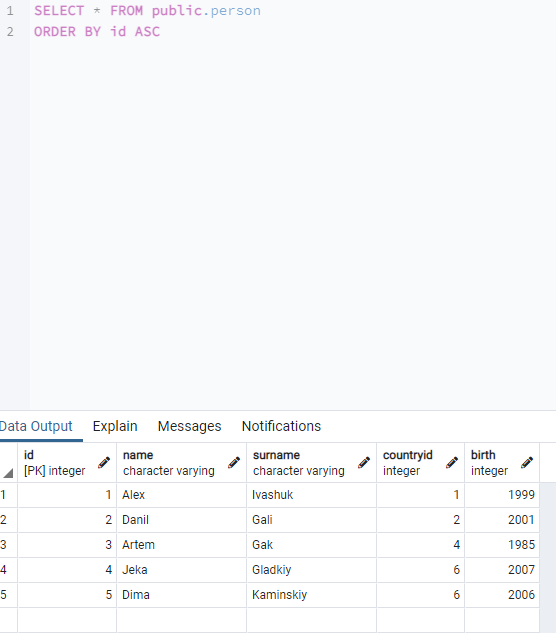 1 SELECT * FROM public.person
2 ORDER BY id ASC
Data Output Explain Messages Notifications
id name surname countryid birth
[PK] integer character varying character varying integer integer
1 1 Alex Ivashuk 1 1999
2 2 Danil Gali 2 2001
3 3 Artem Gak 4 1985
4 4 Jeka Gladkiy 6 2007
5 5 Dima Kaminskiy 6 2006